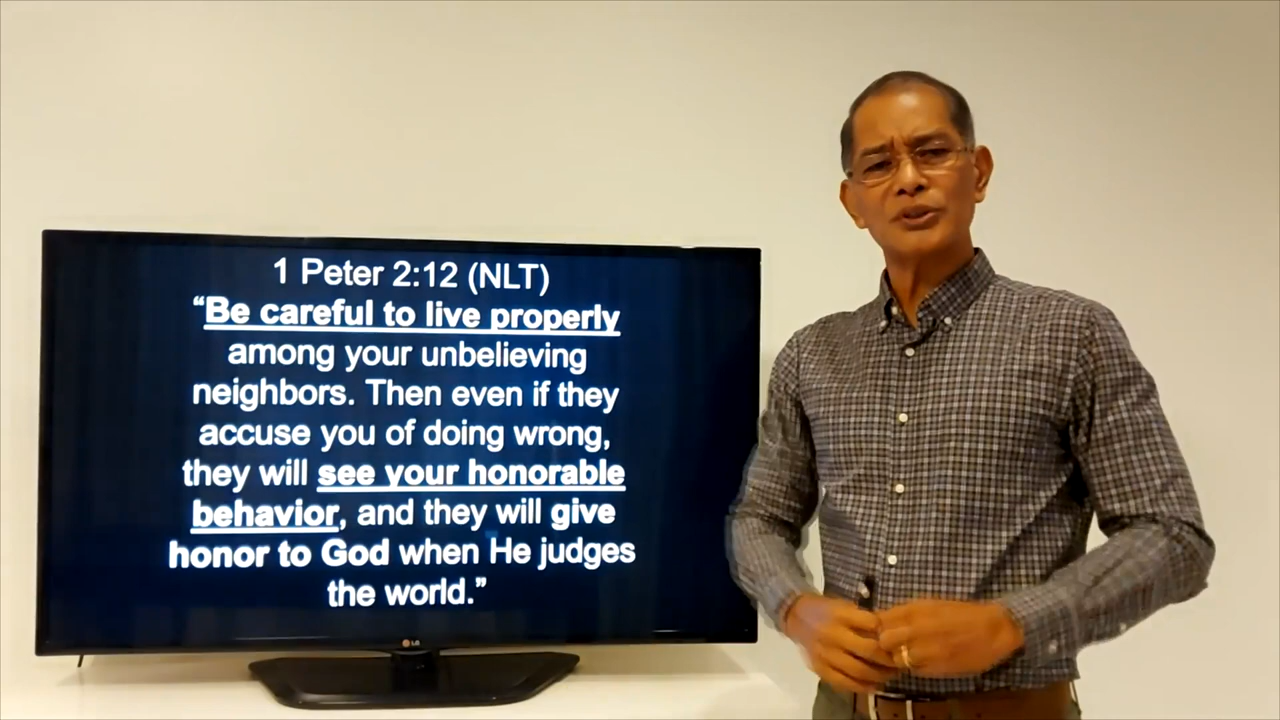 1 Peter 2:12 (NLT)
“Be careful to live properly
among your unbelieving
neighbors. Then even if they
accuse you of doing wrong,
they will see your honorable
behavior, and they will give
honor to God when He judges
the world.”
LG